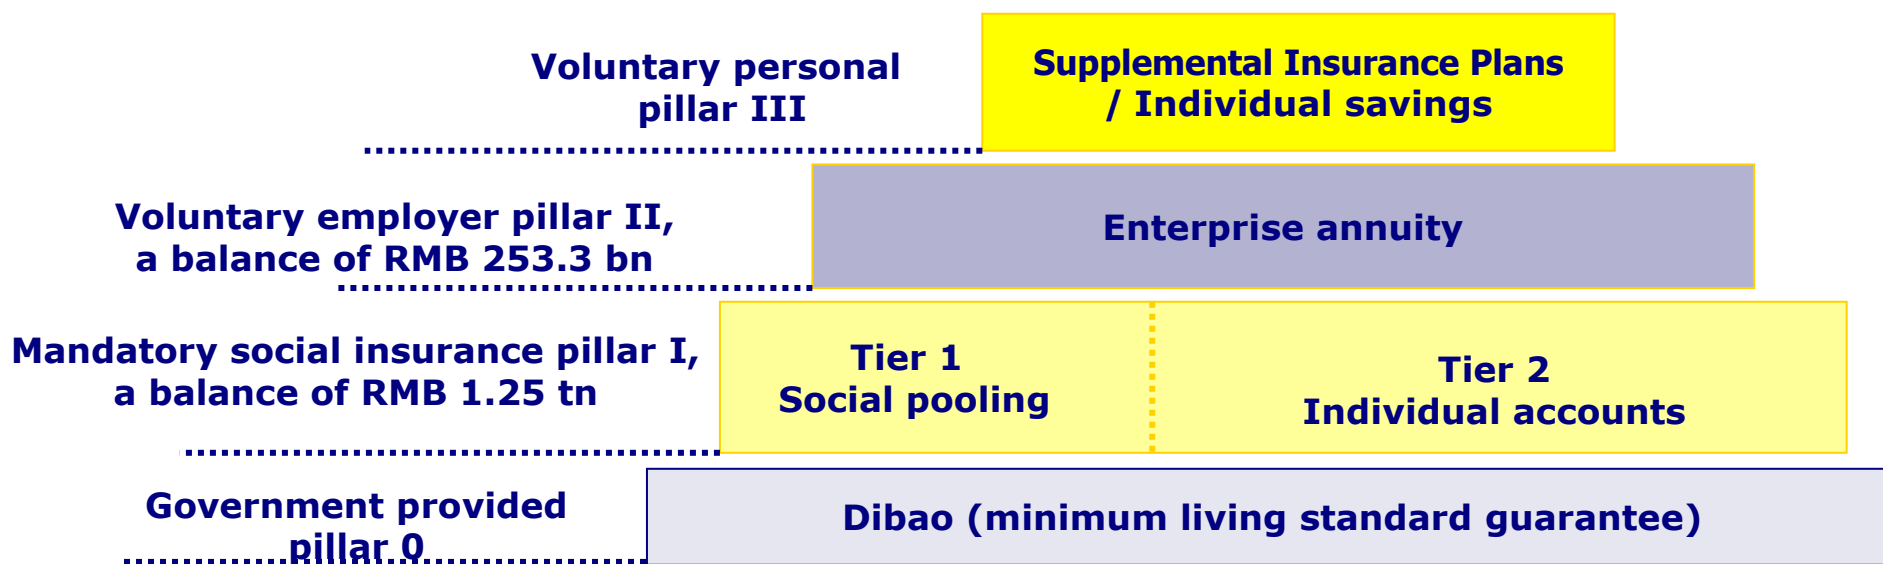 Voluntary personal
pillar III
Supplemental Insurance Plans
/ Individual savings
Voluntary employer pillar II,
a balance of RMB 253.3 bn
Enterprise annuity
Mandatory social insurance pillar I,
a balance of RMB 1.25 tn
Tier 1
Social pooling
Tier 2
Individual accounts
Government provided
pillar 0
Dibao (minimum living standard guarantee)